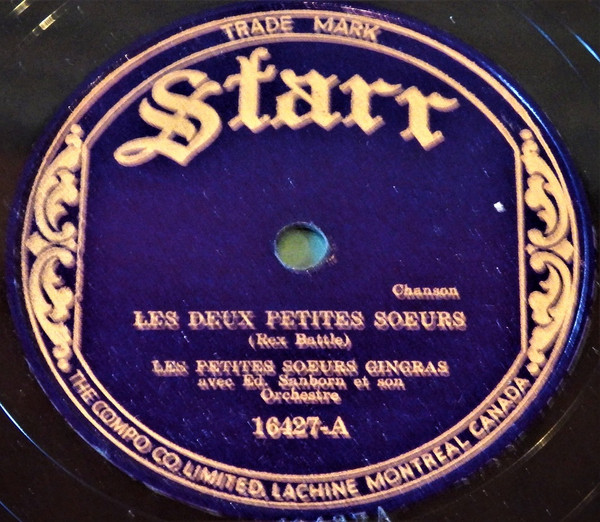 TRADE MARK
Starr
Chanson
LES DEUX PETITES SOEURS
(Rex Battle)
LES PETITES SOEURS GINGRAS
avec Ed. Sanborn et son
Orchestre
16427-A
THE COMPO CO. LIMITED, LACHINE MONTREAL CANADA